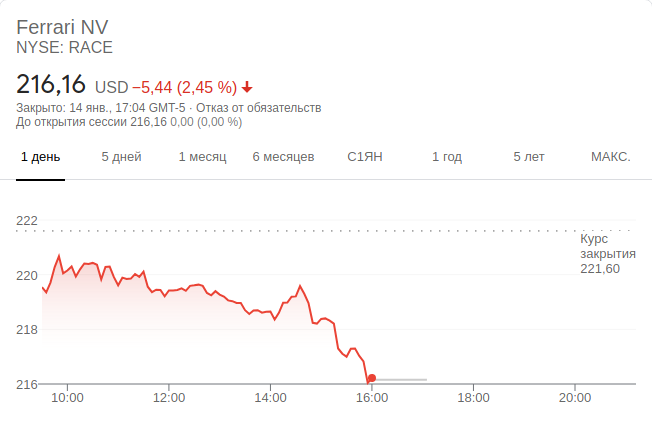 Ferrari NV
NYSE: RACE
216,16 USD −5,44 (2,45 %)
Закрыто: 14 янв., 17:04 GMT-5 · Отказ от обязательств
До открытия сессии 216,16 0,00 (0,00 %)
1 день 5 дней 1 месяц 6 месяцев С1ЯН 1 год 5 лет МАКС.
222
Курс
закрытия
221,60
220
218
216
10:00 12:00 14:00 16:00 18:00 20:00